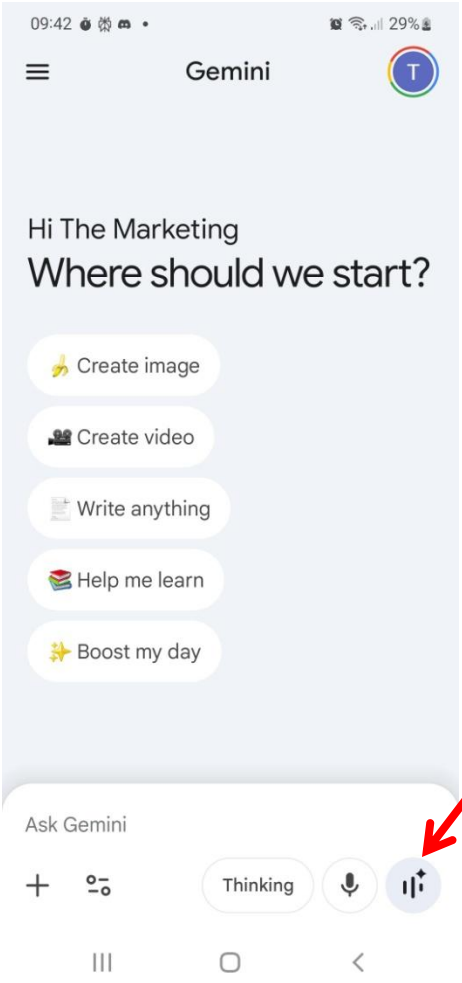 09:42
29%
Gemini
T
Hi The Marketing
Where should we start?
Create image
Create video
Write anything
Help me learn
Boost my day
Ask Gemini
Thinking